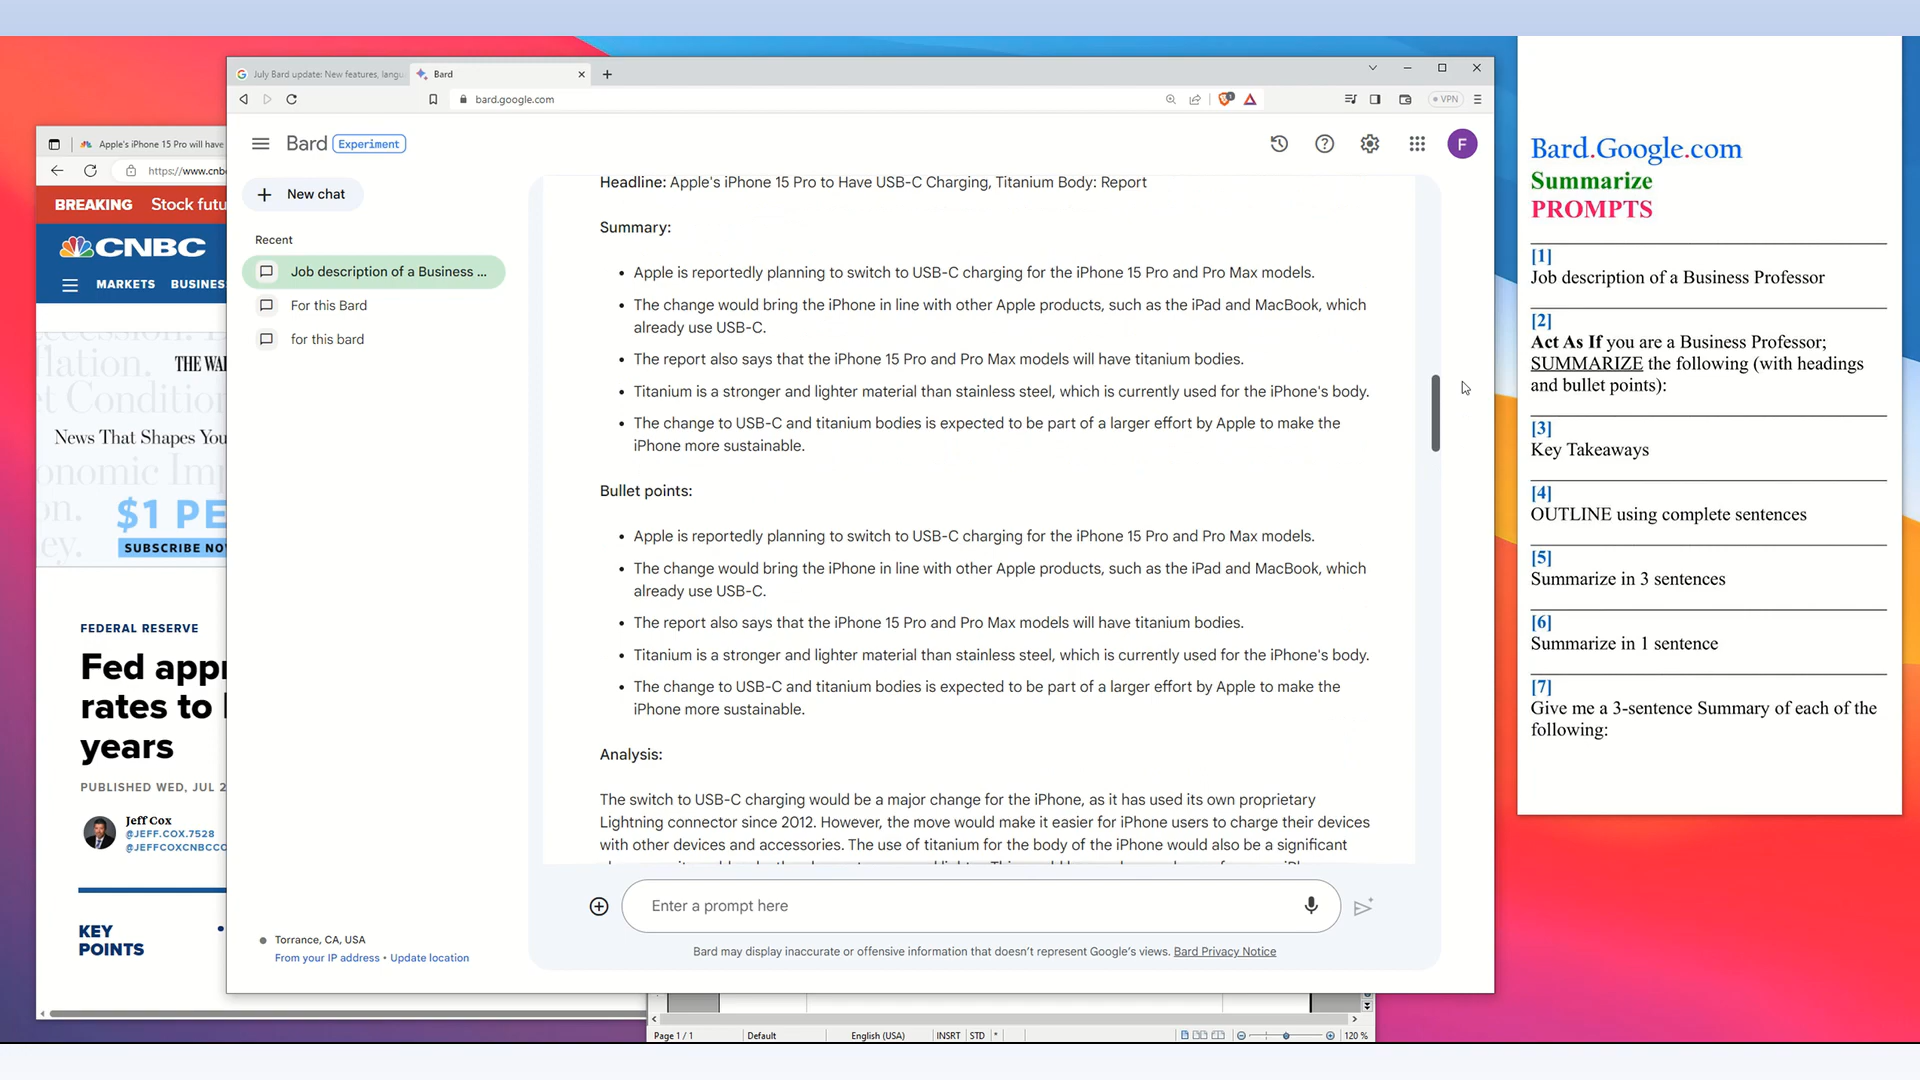 July Bard update: New features, langu
Bard
bard.google.com
VPN
Bard Experiment
F
New chat
Recent
Job description of a Business ...
For this Bard
for this bard
Torrance, CA, USA
From your IP address • Update location
Headline: Apple's iPhone 15 Pro to Have USB-C Charging, Titanium Body: Report
Summary:
• Apple is reportedly planning to switch to USB-C charging for the iPhone 15 Pro and Pro Max models.
• The change would bring the iPhone in line with other Apple products, such as the iPad and MacBook, which
already use USB-C.
• The report also says that the iPhone 15 Pro and Pro Max models will have titanium bodies.
• Titanium is a stronger and lighter material than stainless steel, which is currently used for the iPhone's body.
• The change to USB-C and titanium bodies is expected to be part of a larger effort by Apple to make the
iPhone more sustainable.
Bullet points:
• Apple is reportedly planning to switch to USB-C charging for the iPhone 15 Pro and Pro Max models.
• The change would bring the iPhone in line with other Apple products, such as the iPad and MacBook, which
already use USB-C.
• The report also says that the iPhone 15 Pro and Pro Max models will have titanium bodies.
• Titanium is a stronger and lighter material than stainless steel, which is currently used for the iPhone's body.
• The change to USB-C and titanium bodies is expected to be part of a larger effort by Apple to make the
iPhone more sustainable.
Analysis:
The switch to USB-C charging would be a major change for the iPhone, as it has used its own proprietary
Lightning connector since 2012. However, the move would make it easier for iPhone users to charge their devices
with other devices and accessories. The use of titanium for the body of the iPhone would also be a significant
Enter a prompt here
Bard may display inaccurate or offensive information that doesn't represent Google's views. Bard Privacy Notice
Apple's iPhone 15 Pro will have
https://www.cnb
BREAKING Stock futu
CNBC
MARKETS BUSINES
THE WAL
News That Shapes You
$1 PE
SUBSCRIBE NO
FEDERAL RESERVE
Fed appr
rates to
years
PUBLISHED WED, JUL 2
Jeff Cox
@JEFF.COX.7528
@JEFFCOXCNBCCO
KEY
POINTS
Page 1 / 1
Default
English (USA)
INSRT
STD
*
120 %
Bard.Google.com
Summarize
PROMPTS
[1]
Job description of a Business Professor
[2]
Act As If you are a Business Professor;
SUMMARIZE the following (with headings
and bullet points):
[3]
Key Takeaways
[4]
OUTLINE using complete sentences
[5]
Summarize in 3 sentences
[6]
Summarize in 1 sentence
[7]
Give me a 3-sentence Summary of each of the
following: